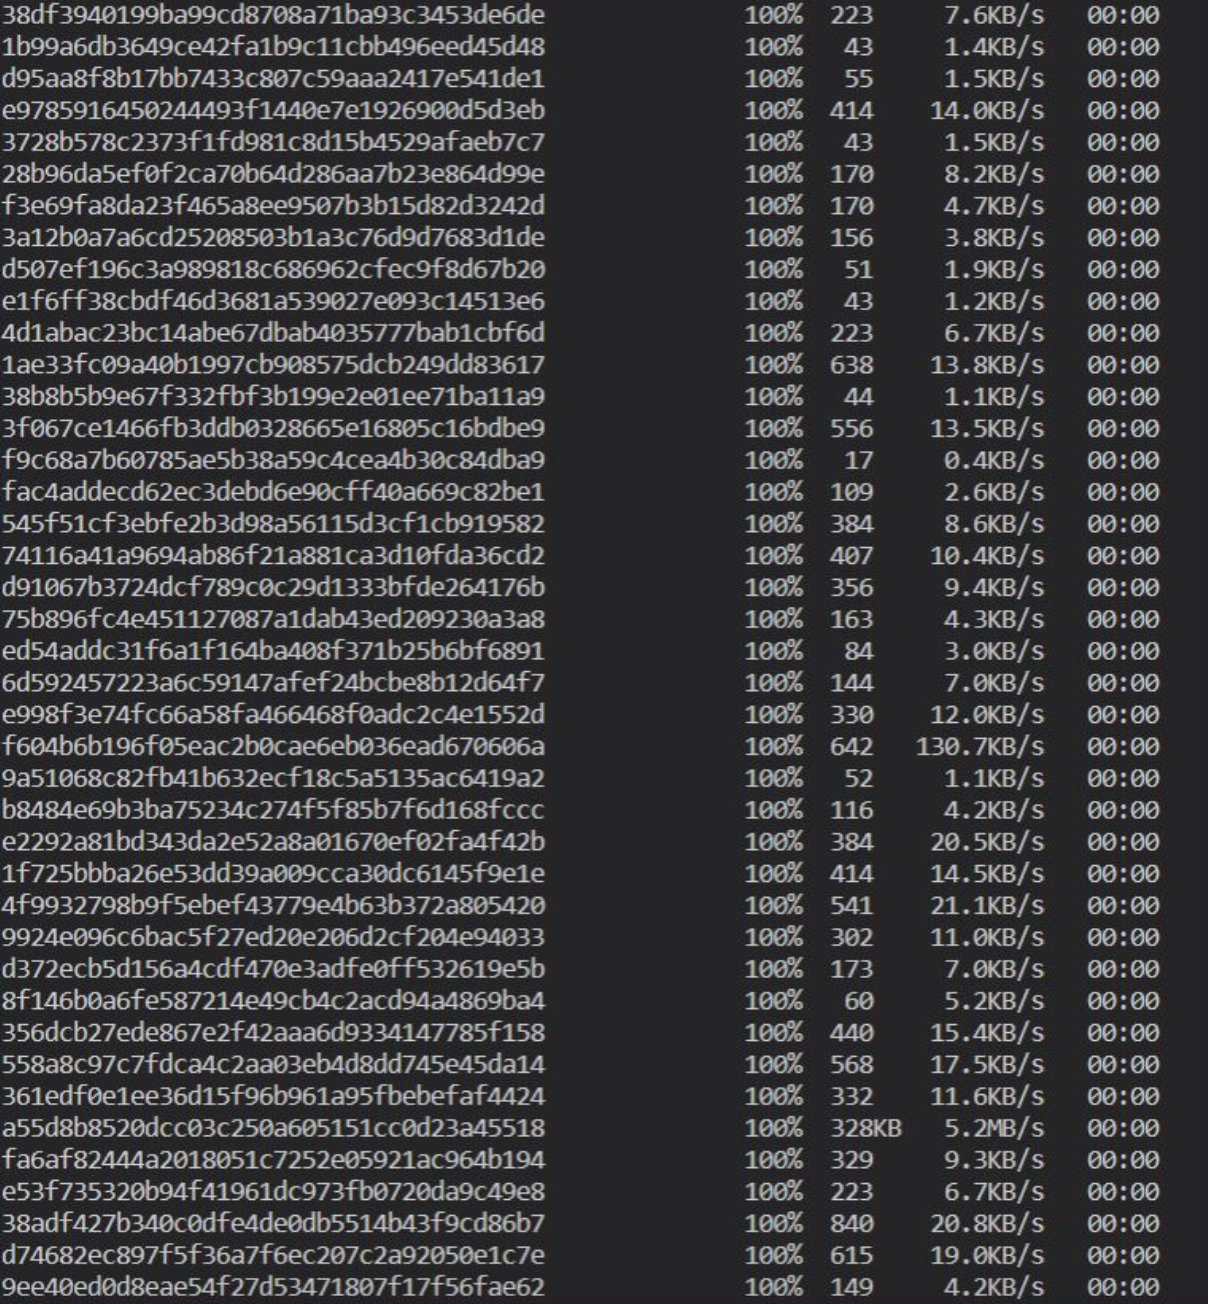 38df3940199ba99cd8708a71ba93c3453de6de 100% 223 7.6KB/s 00:00
1b99a6db3649ce42fa1b9c11cbb496eed45d48 100% 43 1.4KB/s 00:00
d95aa8f8b17bb7433c807c59aaa2417e541de1 100% 55 1.5KB/s 00:00
e9785916450244493f1440e7e1926900d5d3eb 100% 414 14.0KB/s 00:00
3728b578c2373f1fd981c8d15b4529afaeb7c7 100% 43 1.5KB/s 00:00
28b96da5ef0f2ca70b64d286aa7b23e864d99e 100% 170 8.2KB/s 00:00
f3e69fa8da23f465a8ee9507b3b15d82d3242d 100% 170 4.7KB/s 00:00
3a12b0a7a6cd25208503b1a3c76d9d7683d1de 100% 156 3.8KB/s 00:00
d507ef196c3a989818c686962cfec9f8d67b20 100% 51 1.9KB/s 00:00
e1f6ff38cbdf46d3681a539027e093c14513e6 100% 43 1.2KB/s 00:00
4d1abac23bc14abe67dbab4035777bab1cbf6d 100% 223 6.7KB/s 00:00
1ae33fc09a40b1997cb908575dcb249dd83617 100% 638 13.8KB/s 00:00
38b8b5b9e67f332fbf3b199e2e01ee71ba11a9 100% 44 1.1KB/s 00:00
3f067ce1466fb3ddb0328665e16805c16bdbe9 100% 556 13.5KB/s 00:00
f9c68a7b60785ae5b38a59c4cea4b30c84dba9 100% 17 0.4KB/s 00:00
fac4addecd62ec3debd6e90cff40a669c82be1 100% 109 2.6KB/s 00:00
545f51cf3ebfe2b3d98a56115d3cf1cb919582 100% 384 8.6KB/s 00:00
74116a41a9694ab86f21a881ca3d10fda36cd2 100% 407 10.4KB/s 00:00
d91067b3724dcf789c0c29d1333bfde264176b 100% 356 9.4KB/s 00:00
75b896fc4e451127087a1dab43ed209230a3a8 100% 163 4.3KB/s 00:00
ed54addc31f6a1f164ba408f371b25b6bf6891 100% 84 3.0KB/s 00:00
6d592457223a6c59147afef24bcbe8b12d64f7 100% 144 7.0KB/s 00:00
e998f3e74fc66a58fa466468f0adc2c4e1552d 100% 330 12.0KB/s 00:00
f604b6b196f05eac2b0cae6eb036ead670606a 100% 642 130.7KB/s 00:00
9a51068c82fb41b632ecf18c5a5135ac6419a2 100% 52 1.1KB/s 00:00
b8484e69b3ba75234c274f5f85b7f6d168fccc 100% 116 4.2KB/s 00:00
e2292a81bd343da2e52a8a01670ef02fa4f42b 100% 384 20.5KB/s 00:00
1f725bbba26e53dd39a009cca30dc6145f9e1e 100% 414 14.5KB/s 00:00
4f9932798b9f5ebef43779e4b63b372a805420 100% 541 21.1KB/s 00:00
9924e096c6bac5f27ed20e206d2cf204e94033 100% 302 11.0KB/s 00:00
d372ecb5d156a4cdf470e3adfe0ff532619e5b 100% 173 7.0KB/s 00:00
8f146b0a6fe587214e49cb4c2acd94a4869ba4 100% 60 5.2KB/s 00:00
356dcb27ede867e2f42aaa6d9334147785f158 100% 440 15.4KB/s 00:00
558a8c97c7fdca4c2aa03eb4d8dd745e45da14 100% 568 17.5KB/s 00:00
361edf0e1ee36d15f96b961a95fbebefaf4424 100% 332 11.6KB/s 00:00
a55d8b8520dcc03c250a605151cc0d23a45518 100% 328KB 5.2MB/s 00:00
fa6af82444a2018051c7252e05921ac964b194 100% 329 9.3KB/s 00:00
e53f735320b94f41961dc973fb0720da9c49e8 100% 223 6.7KB/s 00:00
38adf427b340c0dfe4de0db5514b43f9cd86b7 100% 840 20.8KB/s 00:00
d74682ec897f5f36a7f6ec207c2a92050e1c7e 100% 615 19.0KB/s 00:00
9ee40ed0d8eae54f27d53471807f17f56fae62 100% 149 4.2KB/s 00:00